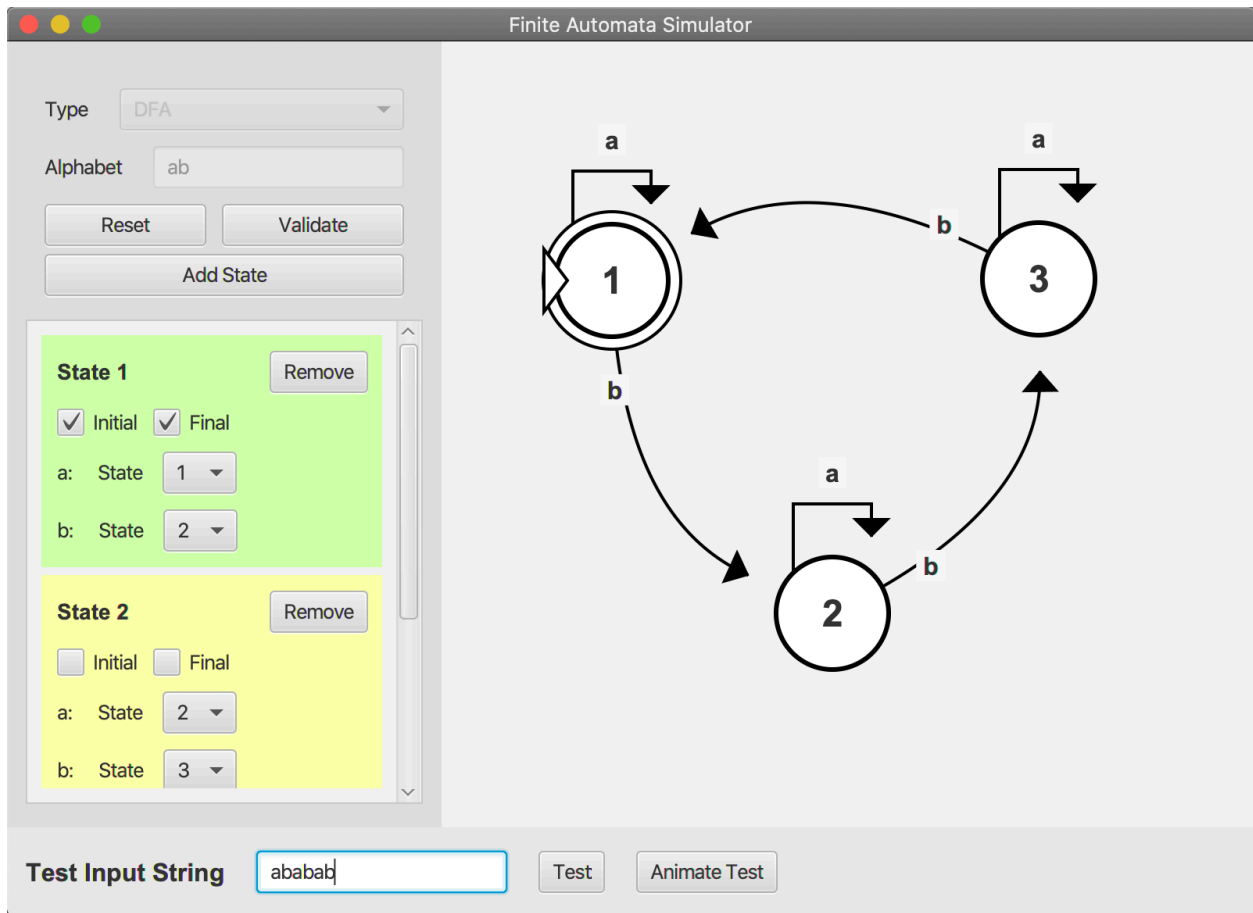 Finite Automata Simulator
Type DFA
Alphabet ab
Reset Validate
Add State
State 1 Remove
Initial Final
a: State 1
b: State 2
State 2 Remove
Initial Final
a: State 2
b: State 3
a
a
b
1
3
b
a
b
2
Test Input String ababab Test Animate Test